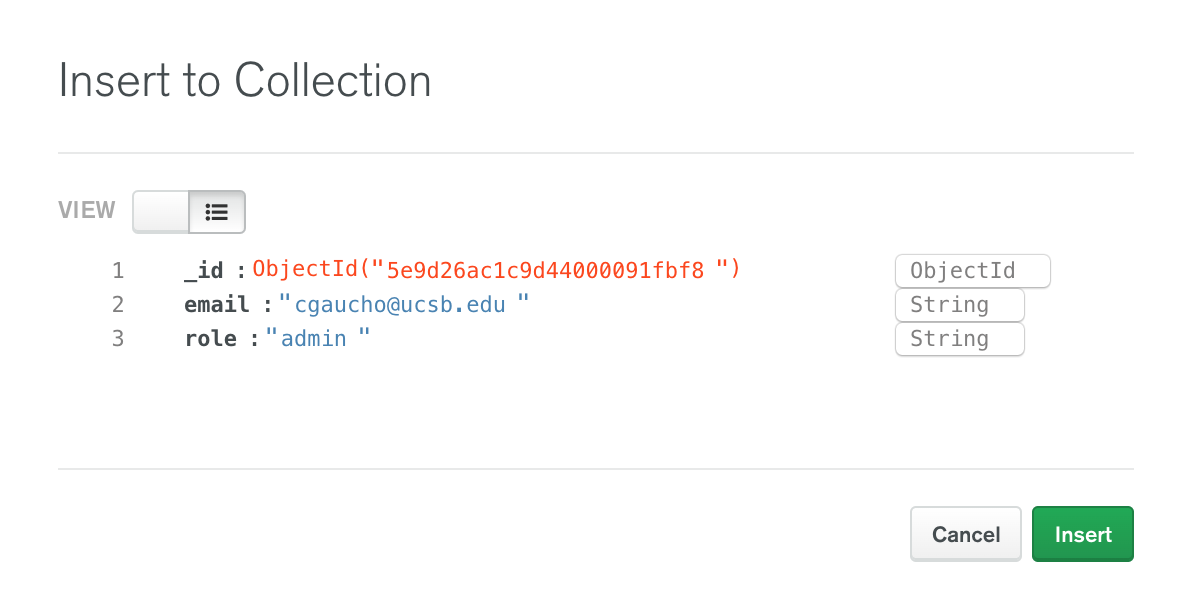 Insert to Collection
VIEW
1 _id : ObjectId("5e9d26ac1c9d44000091fbf8 ") ObjectId
2 email : "cgaucho@ucsb.edu " String
3 role : "admin " String
Cancel Insert